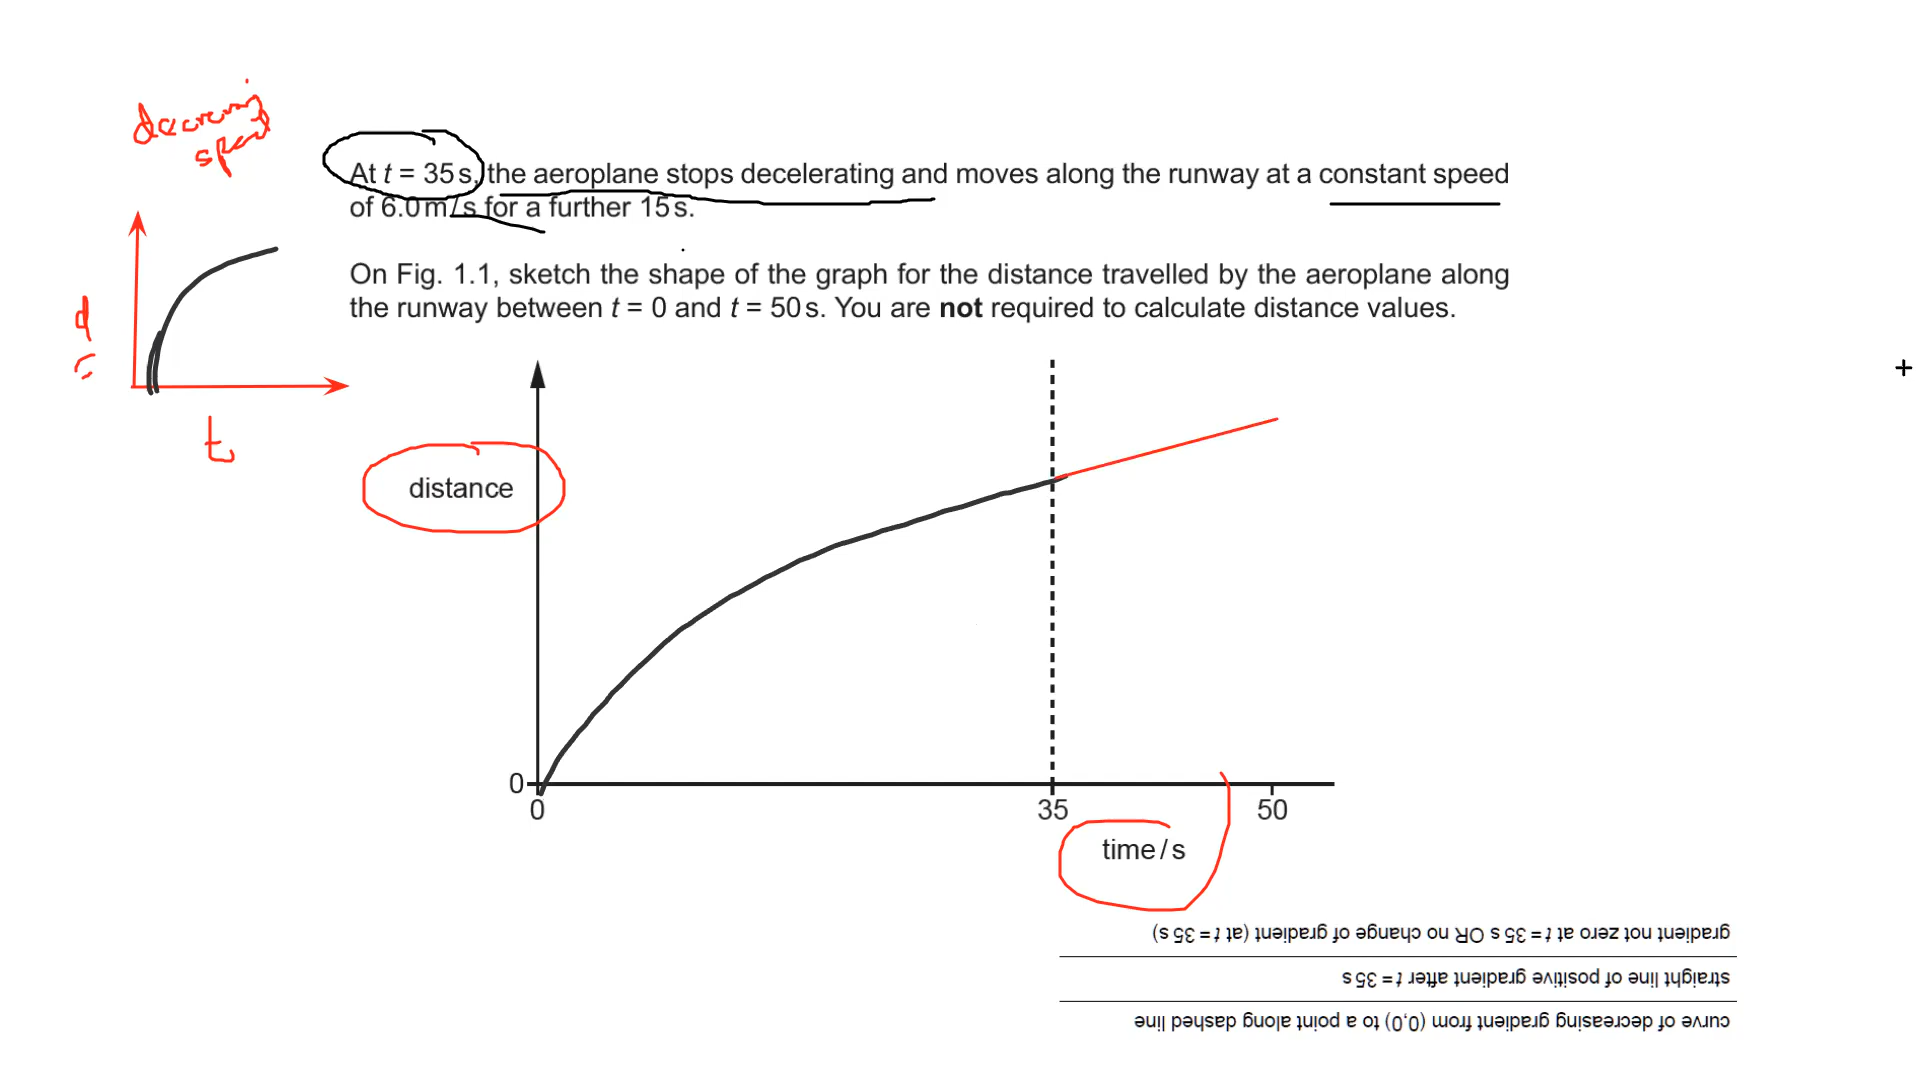 decreasing
speed
At t = 35 s, the aeroplane stops decelerating and moves along the runway at a constant speed
of 6.0 m/s for a further 15 s.
On Fig. 1.1, sketch the shape of the graph for the distance travelled by the aeroplane along
the runway between t = 0 and t = 50 s. You are not required to calculate distance values.
d
t
distance
0
0
35
50
time / s
gradient not zero at t = 35 s OR no change of gradient (at t = 35 s)
straight line of positive gradient after t = 35 s
curve of decreasing gradient from (0,0) to a point along dashed line